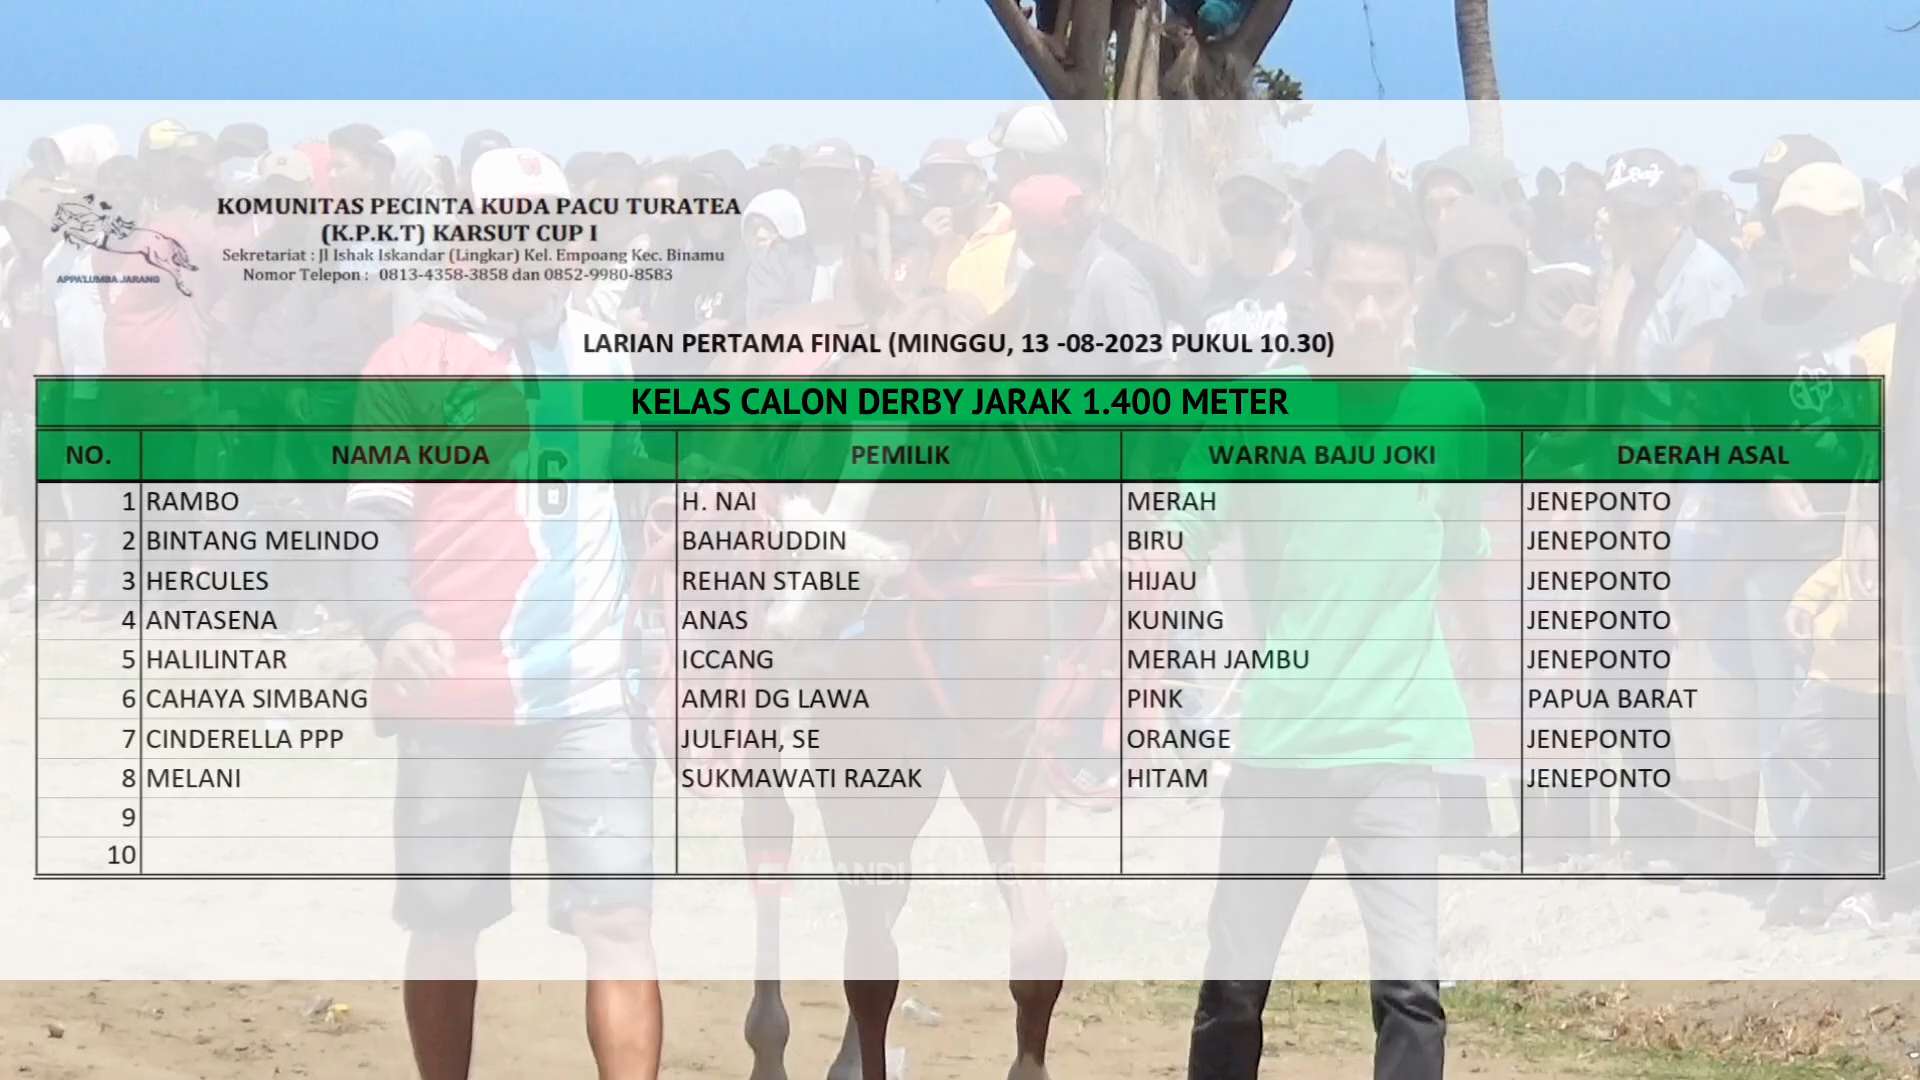 KOMUNITAS PECINTA KUDA PACU TURATEA
(K.P.K.T) KARSUT CUP I
Sekretariat : Jl Ishak Iskandar (Lingkar) Kel. Empoang Kec. Binamu
Nomor Telepon : 0813-4358-3858 dan 0852-9980-8583
APPA'LUMBA JARANG
LARIAN PERTAMA FINAL (MINGGU, 13 -08-2023 PUKUL 10.30)
KELAS CALON DERBY JARAK 1.400 METER
NO. NAMA KUDA PEMILIK WARNA BAJU JOKI DAERAH ASAL
1 RAMBO H. NAI MERAH JENEPONTO
2 BINTANG MELINDO BAHARUDDIN BIRU JENEPONTO
3 HERCULES REHAN STABLE HIJAU JENEPONTO
4 ANTASENA ANAS KUNING JENEPONTO
5 HALILINTAR ICCANG MERAH JAMBU JENEPONTO
6 CAHAYA SIMBANG AMRI DG LAWA PINK PAPUA BARAT
7 CINDERELLA PPP JULFIAH, SE ORANGE JENEPONTO
8 MELANI SUKMAWATI RAZAK HITAM JENEPONTO
9
10
6